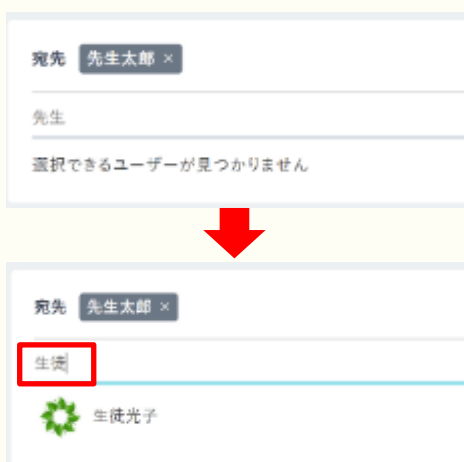 宛先 先生太郎 ×
先生
選択できるユーザーが見つかりません
宛先 先生太郎 ×
生徒
生徒光子